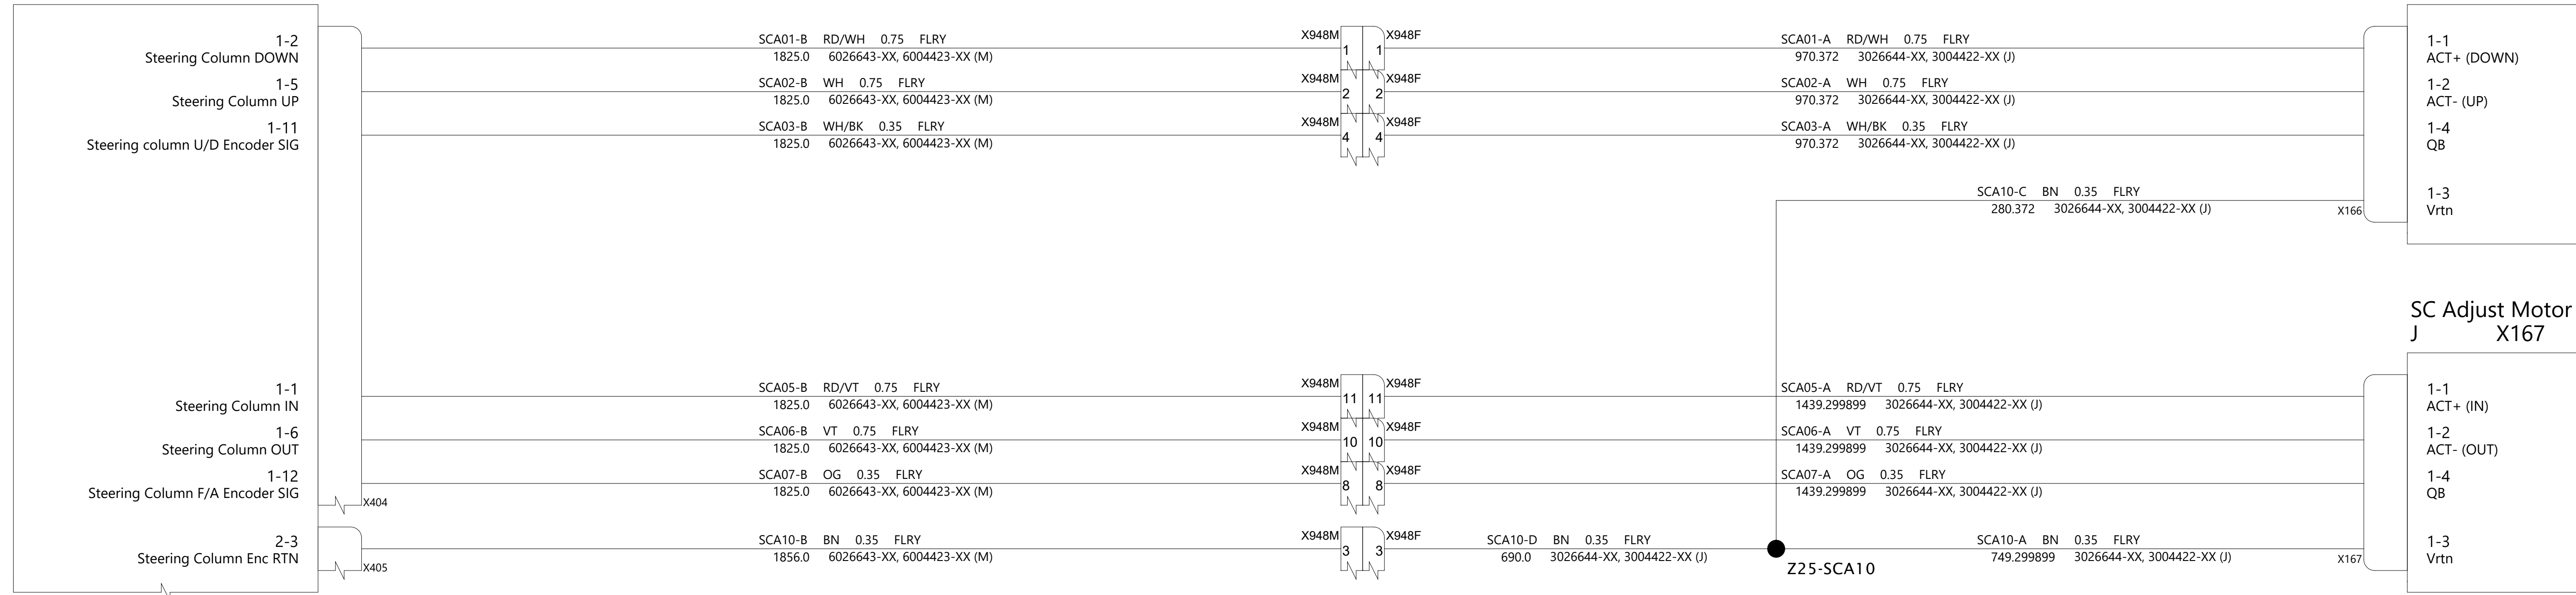 1-2
Steering Column DOWN
SCA01-B RD/WH 0.75 FLRY
1825.0 6026643-XX, 6004423-XX (M)
X948M 1 1 X948F
SCA01-A RD/WH 0.75 FLRY
970.372 3026644-XX, 3004422-XX (J)
1-1
ACT+ (DOWN)
1-5
Steering Column UP
SCA02-B WH 0.75 FLRY
1825.0 6026643-XX, 6004423-XX (M)
X948M 2 2 X948F
SCA02-A WH 0.75 FLRY
970.372 3026644-XX, 3004422-XX (J)
1-2
ACT- (UP)
1-11
Steering column U/D Encoder SIG
SCA03-B WH/BK 0.35 FLRY
1825.0 6026643-XX, 6004423-XX (M)
X948M 4 4 X948F
SCA03-A WH/BK 0.35 FLRY
970.372 3026644-XX, 3004422-XX (J)
1-4
QB
SCA10-C BN 0.35 FLRY
280.372 3026644-XX, 3004422-XX (J)
X166
1-3
Vrtn
SC Adjust Motor
J X167
1-1
Steering Column IN
SCA05-B RD/VT 0.75 FLRY
1825.0 6026643-XX, 6004423-XX (M)
X948M 11 11 X948F
SCA05-A RD/VT 0.75 FLRY
1439.299899 3026644-XX, 3004422-XX (J)
1-1
ACT+ (IN)
1-6
Steering Column OUT
SCA06-B VT 0.75 FLRY
1825.0 6026643-XX, 6004423-XX (M)
X948M 10 10 X948F
SCA06-A VT 0.75 FLRY
1439.299899 3026644-XX, 3004422-XX (J)
1-2
ACT- (OUT)
1-12
Steering Column F/A Encoder SIG
X404
SCA07-B OG 0.35 FLRY
1825.0 6026643-XX, 6004423-XX (M)
X948M 8 8 X948F
SCA07-A OG 0.35 FLRY
1439.299899 3026644-XX, 3004422-XX (J)
1-4
QB
2-3
Steering Column Enc RTN
X405
SCA10-B BN 0.35 FLRY
1856.0 6026643-XX, 6004423-XX (M)
X948M 3 3 X948F
SCA10-D BN 0.35 FLRY
690.0 3026644-XX, 3004422-XX (J)
Z25-SCA10
SCA10-A BN 0.35 FLRY
749.299899 3026644-XX, 3004422-XX (J)
X167
1-3
Vrtn